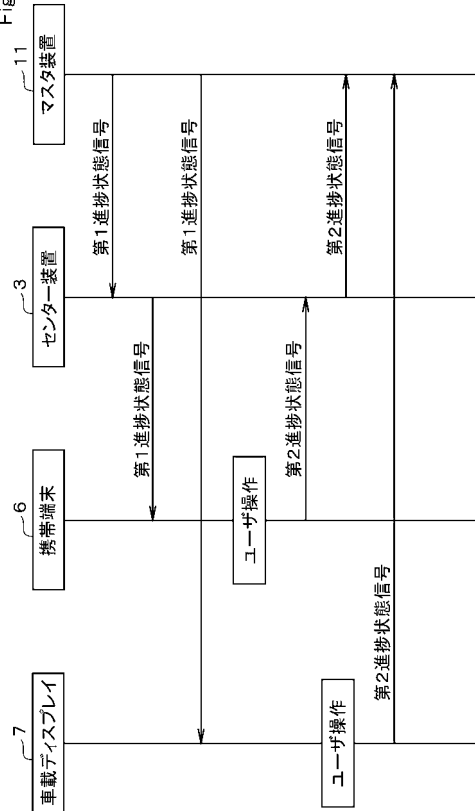 Fig
7
車載ディスプレイ
6
携帯端末
3
センター装置
11
マスタ装置
第1進捗状態信号
第1進捗状態信号
第1進捗状態信号
ユーザ操作
第2進捗状態信号
第2進捗状態信号
ユーザ操作
第2進捗状態信号